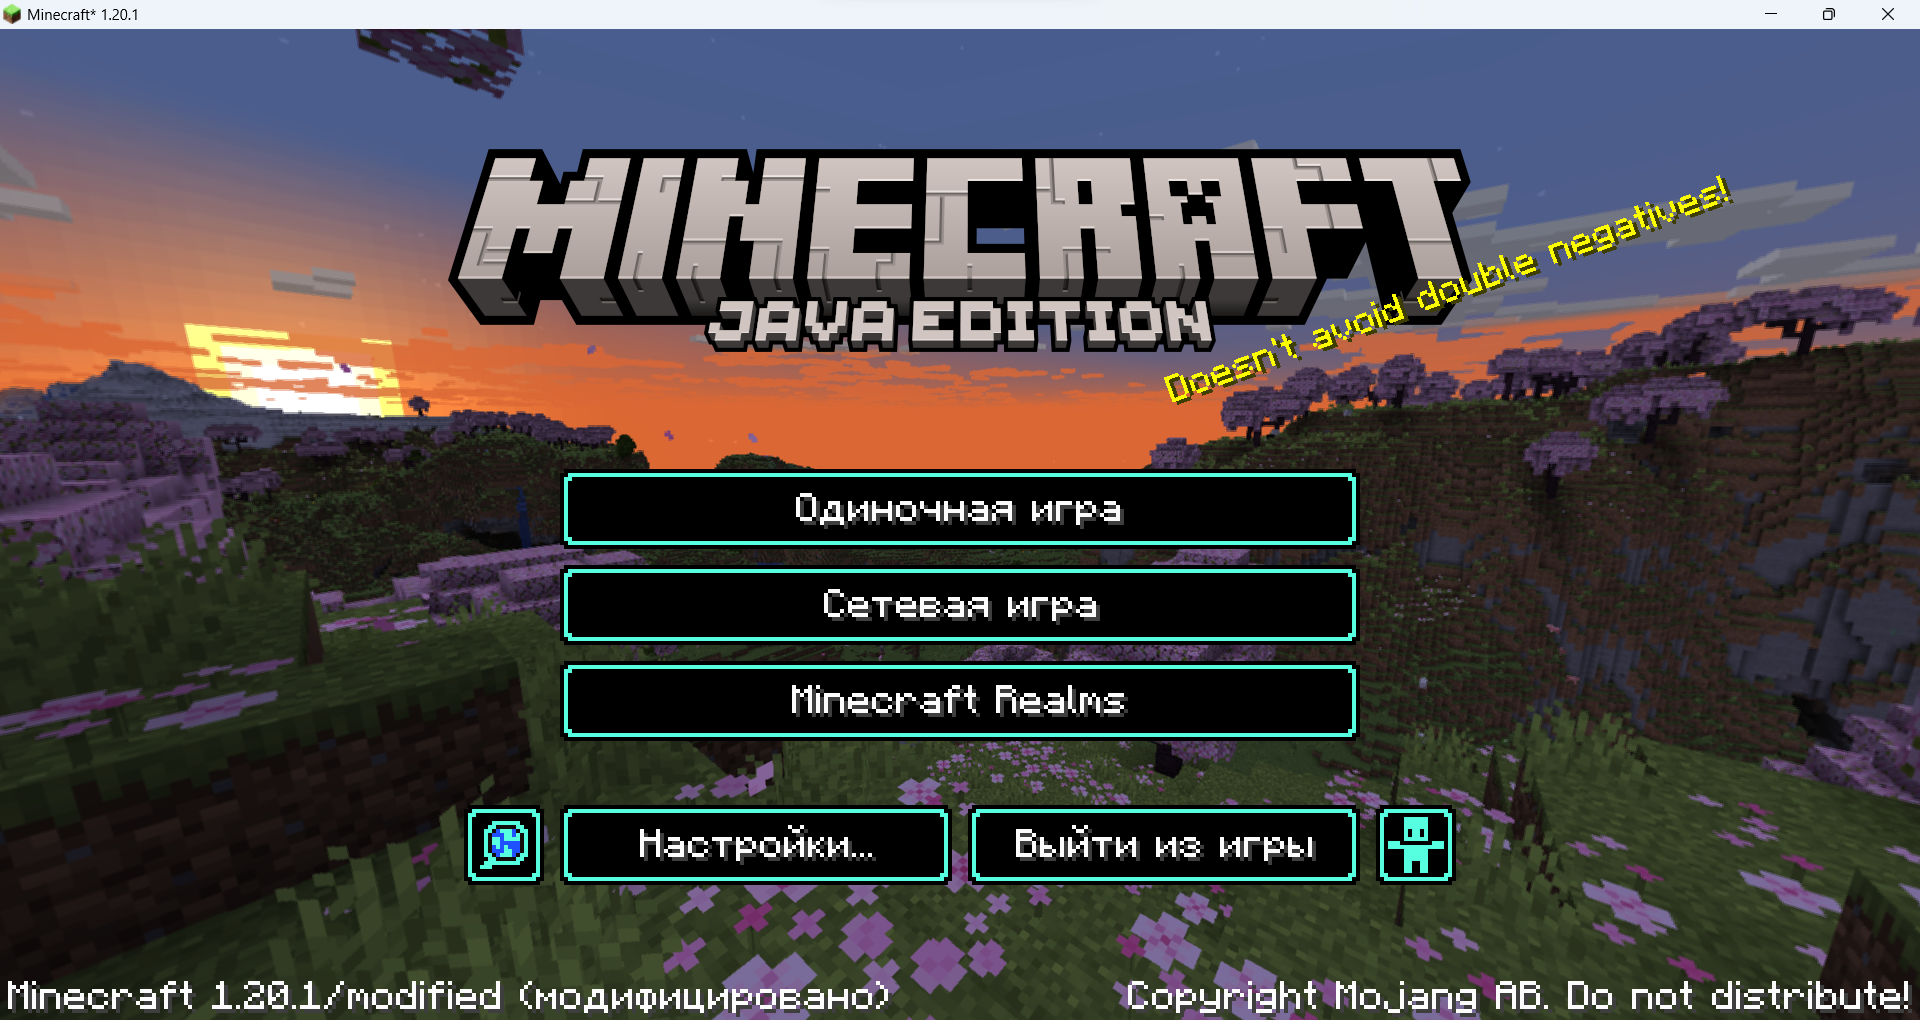 Minecraft* 1.20.1
MINECRAFT
JAVA EDITION
Doesn't avoid double negatives!
Одиночная игра
Сетевая игра
Minecraft Realms
Настройки...
Выйти из игры
Minecraft 1.20.1/modified (модифицировано)
Copyright Mojang AB. Do not distribute!